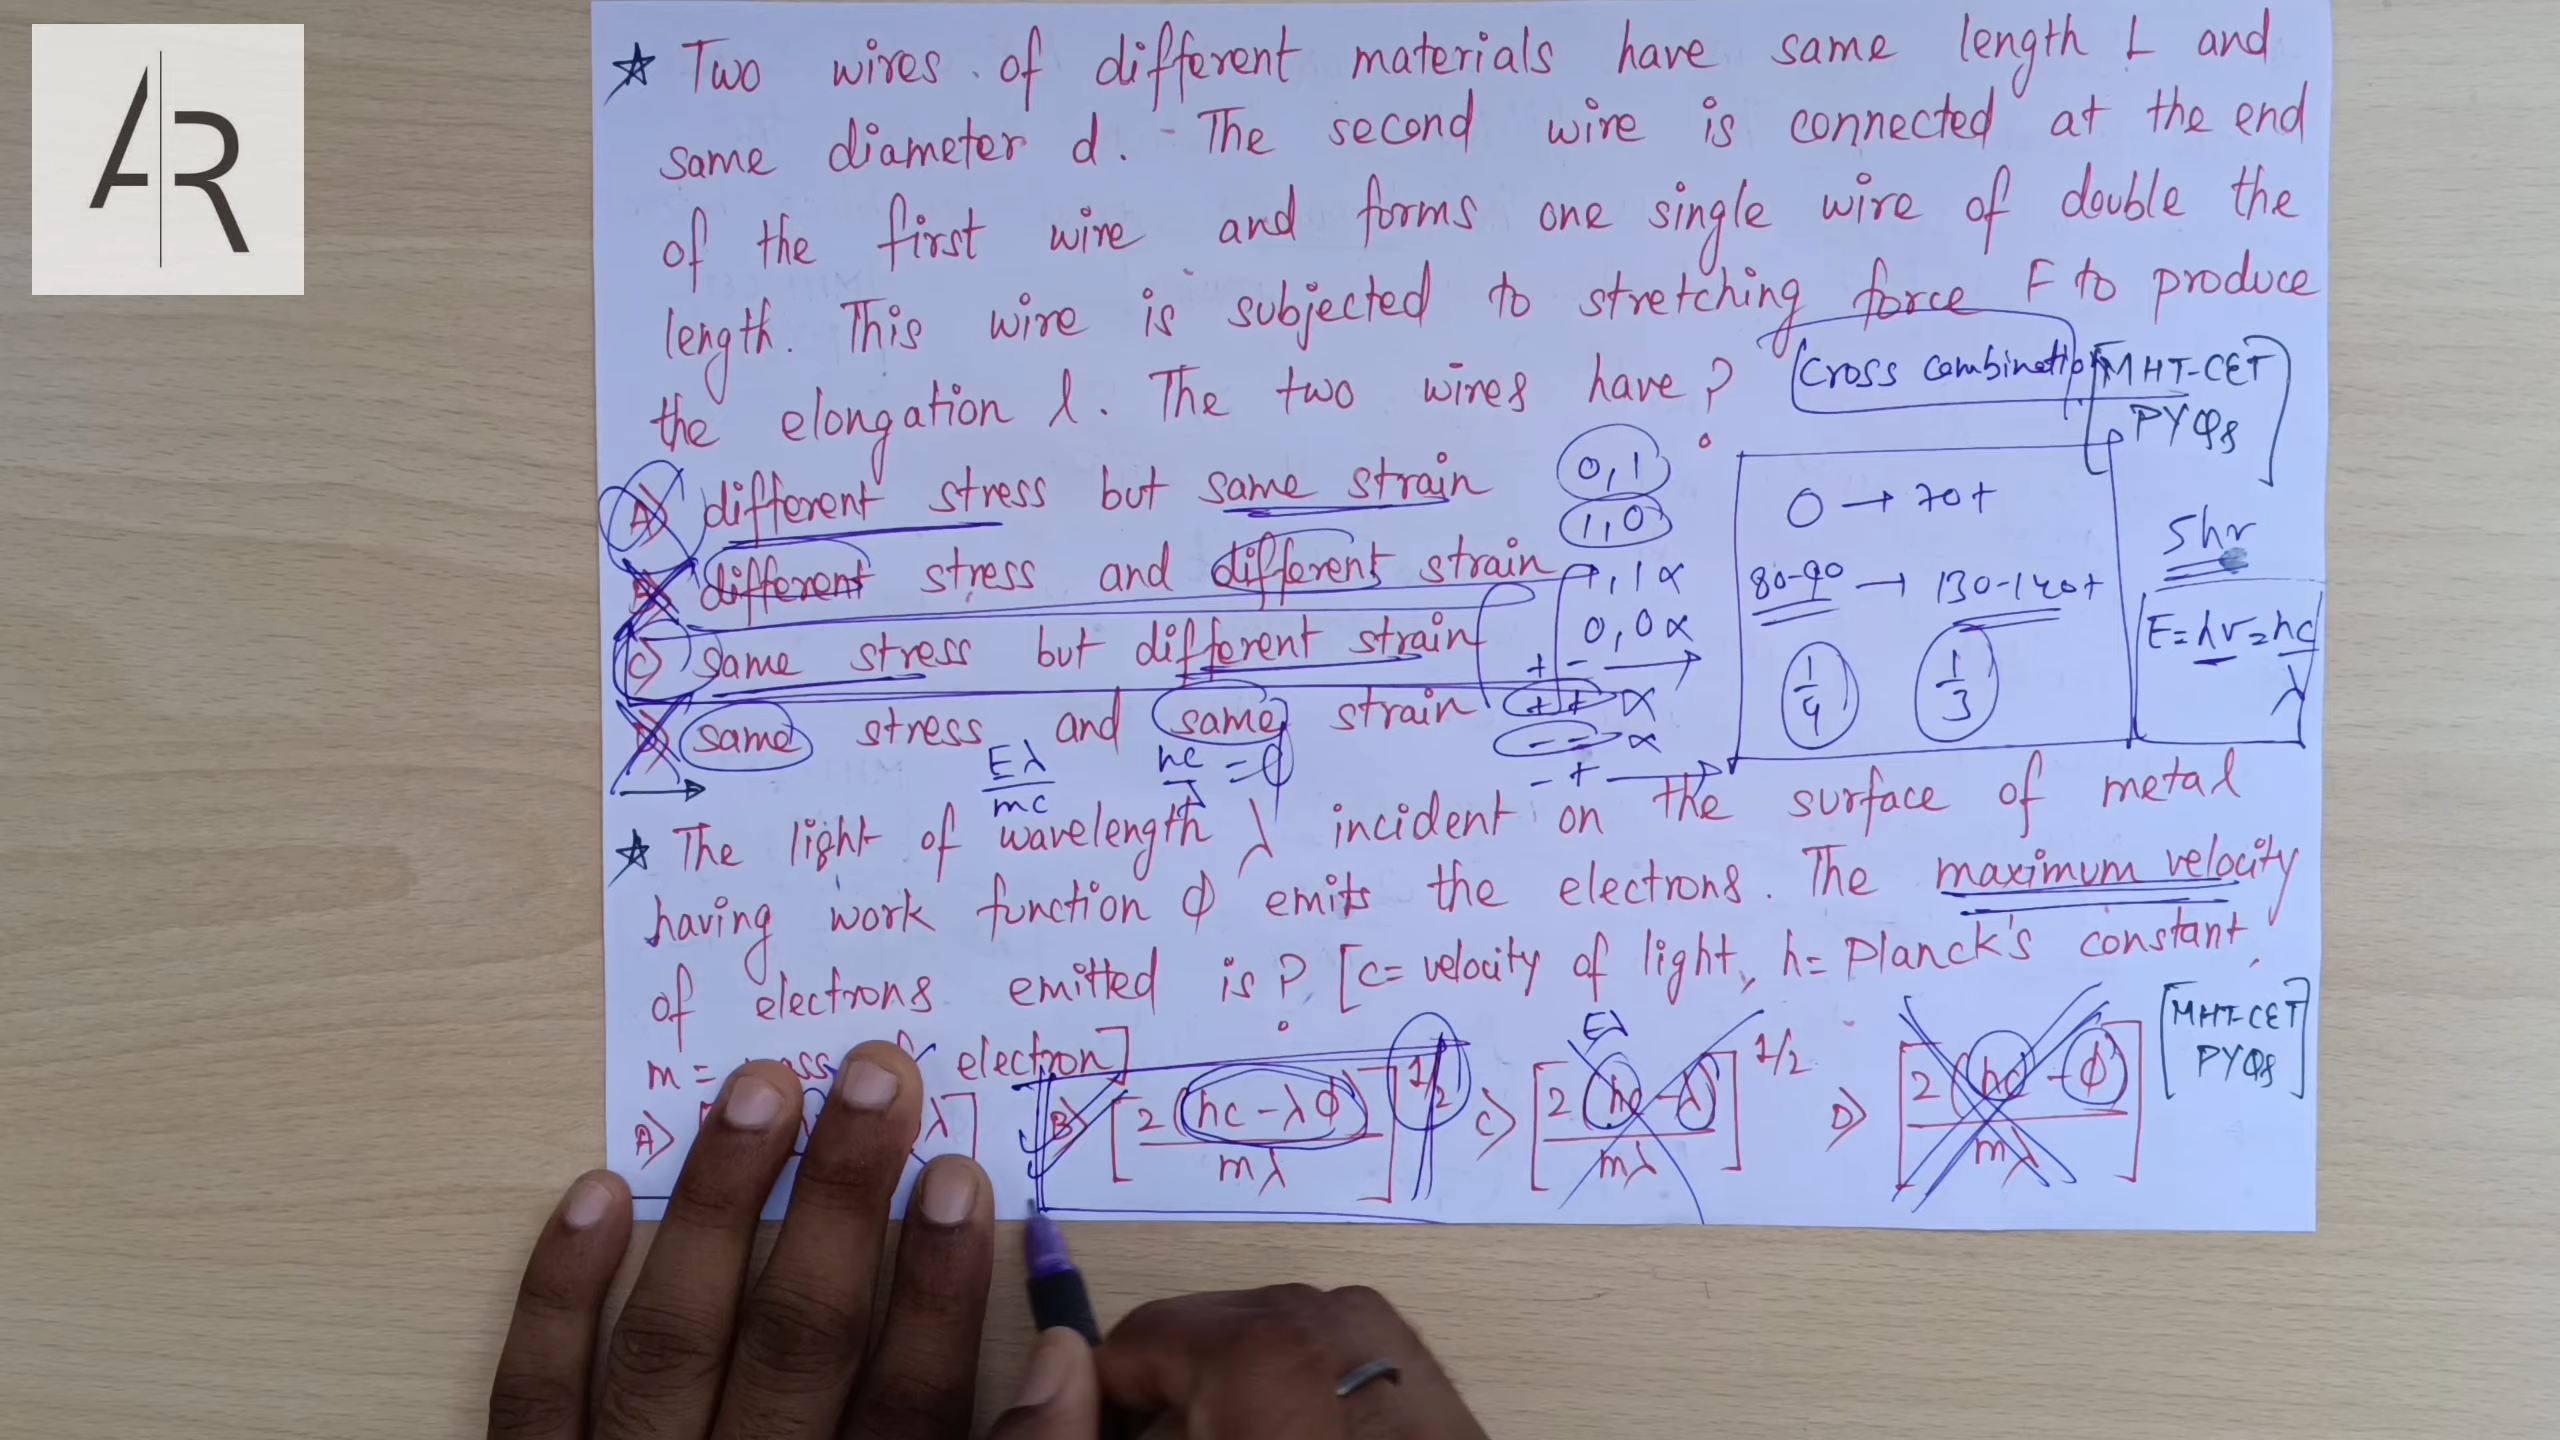 AR
★ Two wires of different materials have same length L and
same diameter d. The second wire is connected at the end
of the first wire and forms one single wire of double the
length. This wire is subjected to stretching force F to produce
the elongation l. The two wires have?
Cross combination
MHT-CET
PYQs
A) different stress but same strain
different stress and different strain
C) same stress but different strain
D) same stress and same strain
0,1
1,0
0,0 ×
+ -
+ + ×
- - ×
- +
0 → 70+
80-90 → 130-140+
1/4
1/3
5hr
E=hν=hc/λ
Eλ/mc
hc/λ = ϕ
★ The light of wavelength λ incident on the surface of metal
having work function ϕ emits the electrons. The maximum velocity
of electrons emitted is? [c= velocity of light, h= Planck's constant,
m = electron]
MHT-CET
PYQs
A) λ]
B) [2(hc-λϕ)/mλ]^1/2
Eλ
C) [2(hc-λ)/mλ]^1/2
D) [2(hc-ϕ)/mλ]